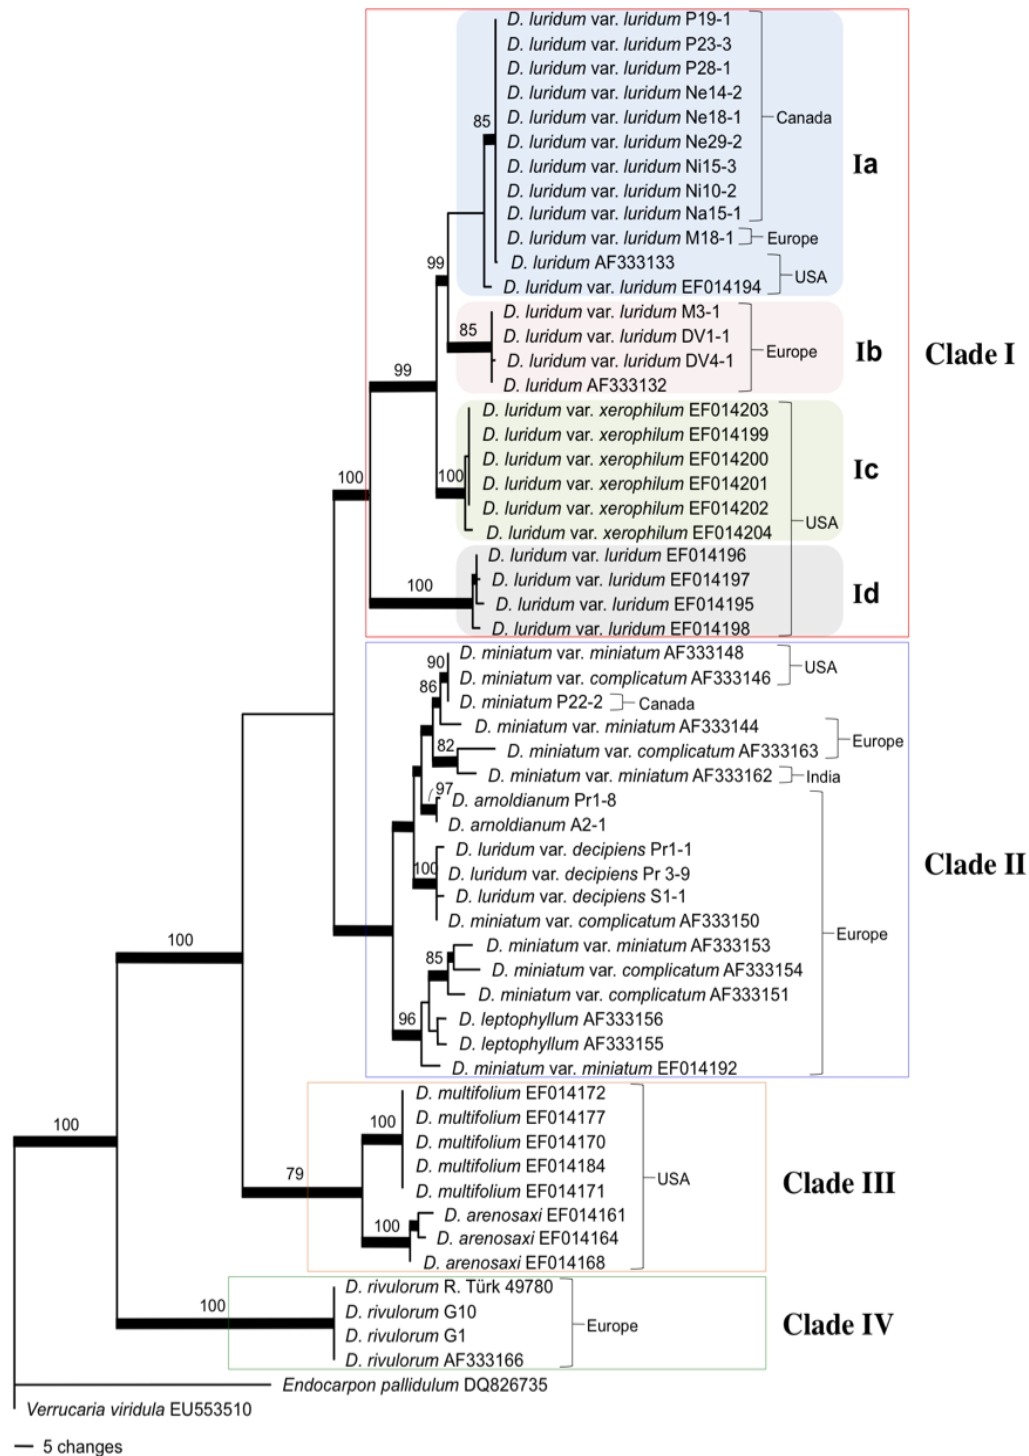 D. luridum var. luridum P19-1
D. luridum var. luridum P23-3
D. luridum var. luridum P28-1
D. luridum var. luridum Ne14-2
85
D. luridum var. luridum Ne18-1
Canada
D. luridum var. luridum Ne29-2
D. luridum var. luridum Ni15-3
Ia
D. luridum var. luridum Ni10-2
D. luridum var. luridum Na15-1
D. luridum var. luridum M18-1
Europe
99
D. luridum AF333133
USA
D. luridum var. luridum EF014194
D. luridum var. luridum M3-1
85
D. luridum var. luridum DV1-1
Europe
Ib
Clade I
D. luridum var. luridum DV4-1
99
D. luridum AF333132
D. luridum var. xerophilum EF014203
D. luridum var. xerophilum EF014199
D. luridum var. xerophilum EF014200
100
Ic
D. luridum var. xerophilum EF014201
100
D. luridum var. xerophilum EF014202
USA
D. luridum var. xerophilum EF014204
D. luridum var. luridum EF014196
100
D. luridum var. luridum EF014197
Id
D. luridum var. luridum EF014195
D. luridum var. luridum EF014198
D. miniatum var. miniatum AF333148
90
USA
D. miniatum var. complicatum AF333146
86
D. miniatum P22-2
Canada
D. miniatum var. miniatum AF333144
82
D. miniatum var. complicatum AF333163
Europe
D. miniatum var. miniatum AF333162
India
97
D. arnoldianum Pr1-8
D. arnoldianum A2-1
D. luridum var. decipiens Pr1-1
100
D. luridum var. decipiens Pr 3-9
Clade II
D. luridum var. decipiens S1-1
D. miniatum var. complicatum AF333150
Europe
100
D. miniatum var. miniatum AF333153
85
D. miniatum var. complicatum AF333154
D. miniatum var. complicatum AF333151
96
D. leptophyllum AF333156
D. leptophyllum AF333155
D. miniatum var. miniatum EF014192
D. multifolium EF014172
100
D. multifolium EF014177
100
D. multifolium EF014170
D. multifolium EF014184
79
USA
Clade III
D. multifolium EF014171
D. arenosaxi EF014161
100
D. arenosaxi EF014164
D. arenosaxi EF014168
D. rivulorum R. Türk 49780
100
D. rivulorum G10
Europe
Clade IV
D. rivulorum G1
D. rivulorum AF333166
Endocarpon pallidulum DQ826735
Verrucaria viridula EU553510
5 changes